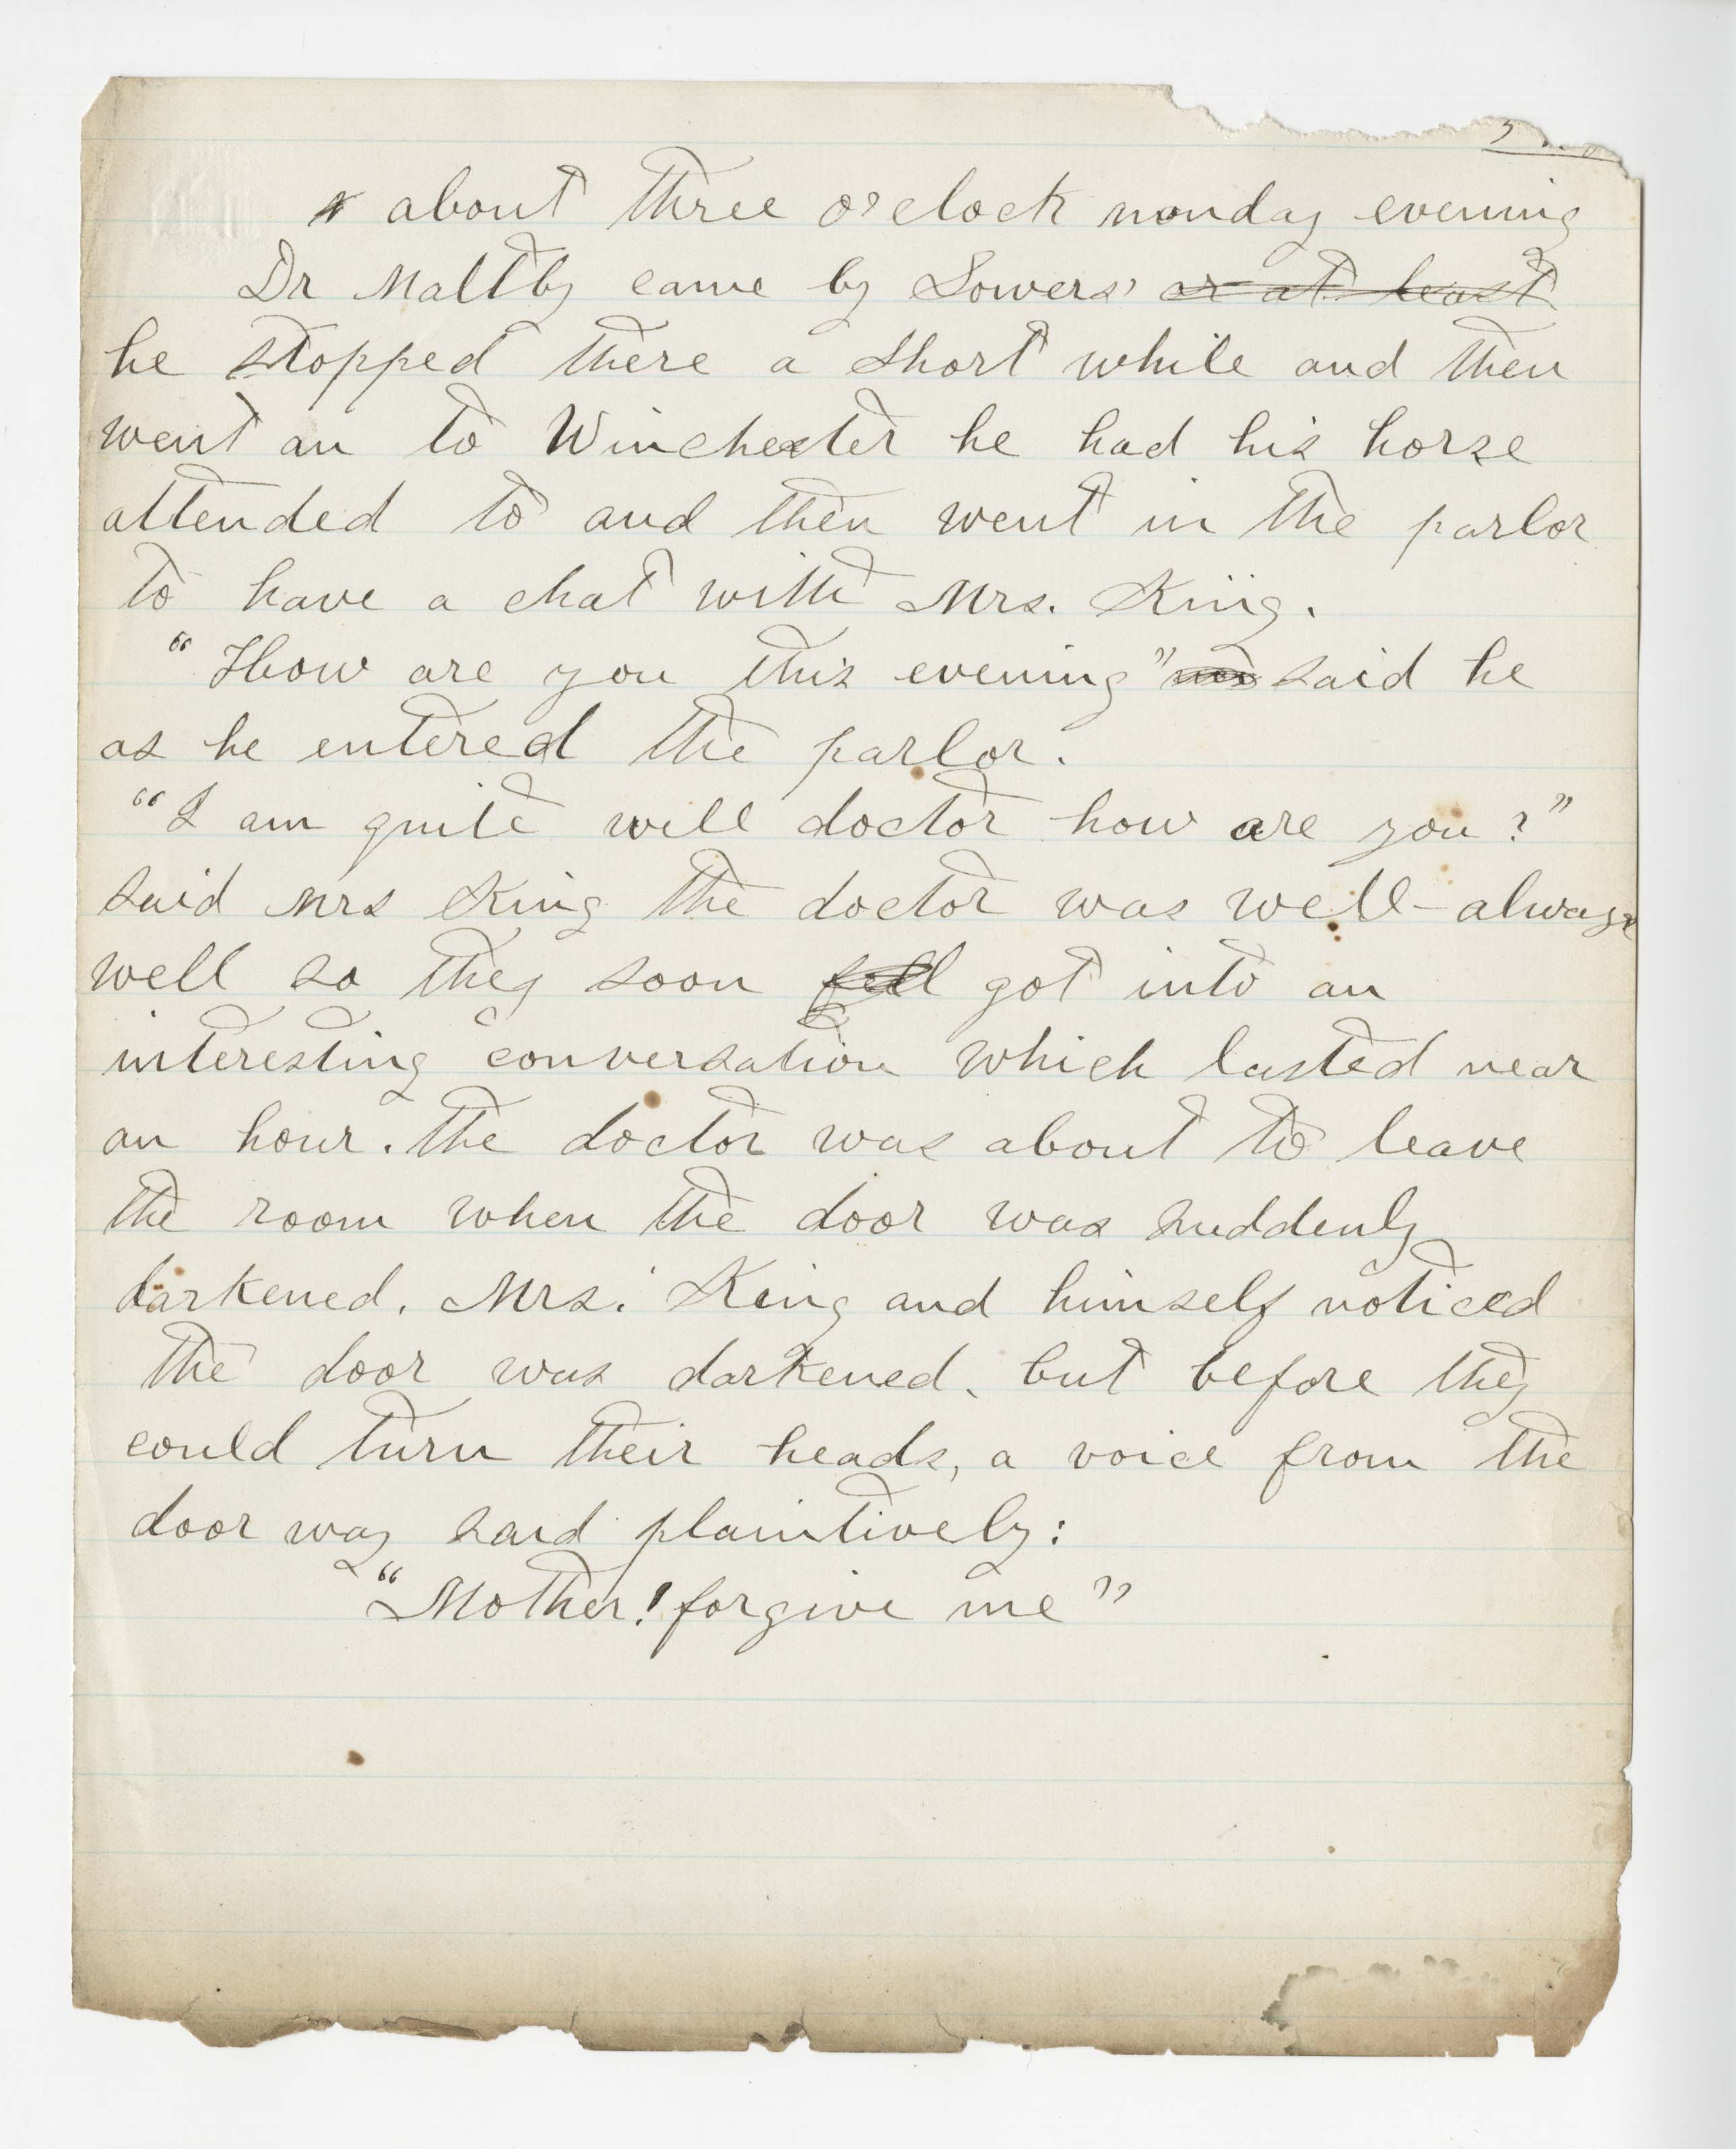 about three o'clock monday evening
Dr Maltby came by Sowers' or at least
he stopped there a short while and then
went an to Winchester he had his horse
attended to and then went in the parlor
to have a chat with Mrs. King.
"How are you this evening" said he
as he entered the parlor.
"I am quite well doctor how are you?"
said Mrs King the doctor was well-always
well so they soon fell got into an
interesting conversation which lasted near
an hour. The doctor was about to leave
the room when the door was suddenly
darkened. Mrs. King and himself noticed
the door was darkened, but before they
could turn their heads, a voice from the
door way said plaintively:
"Mother! forgive me"